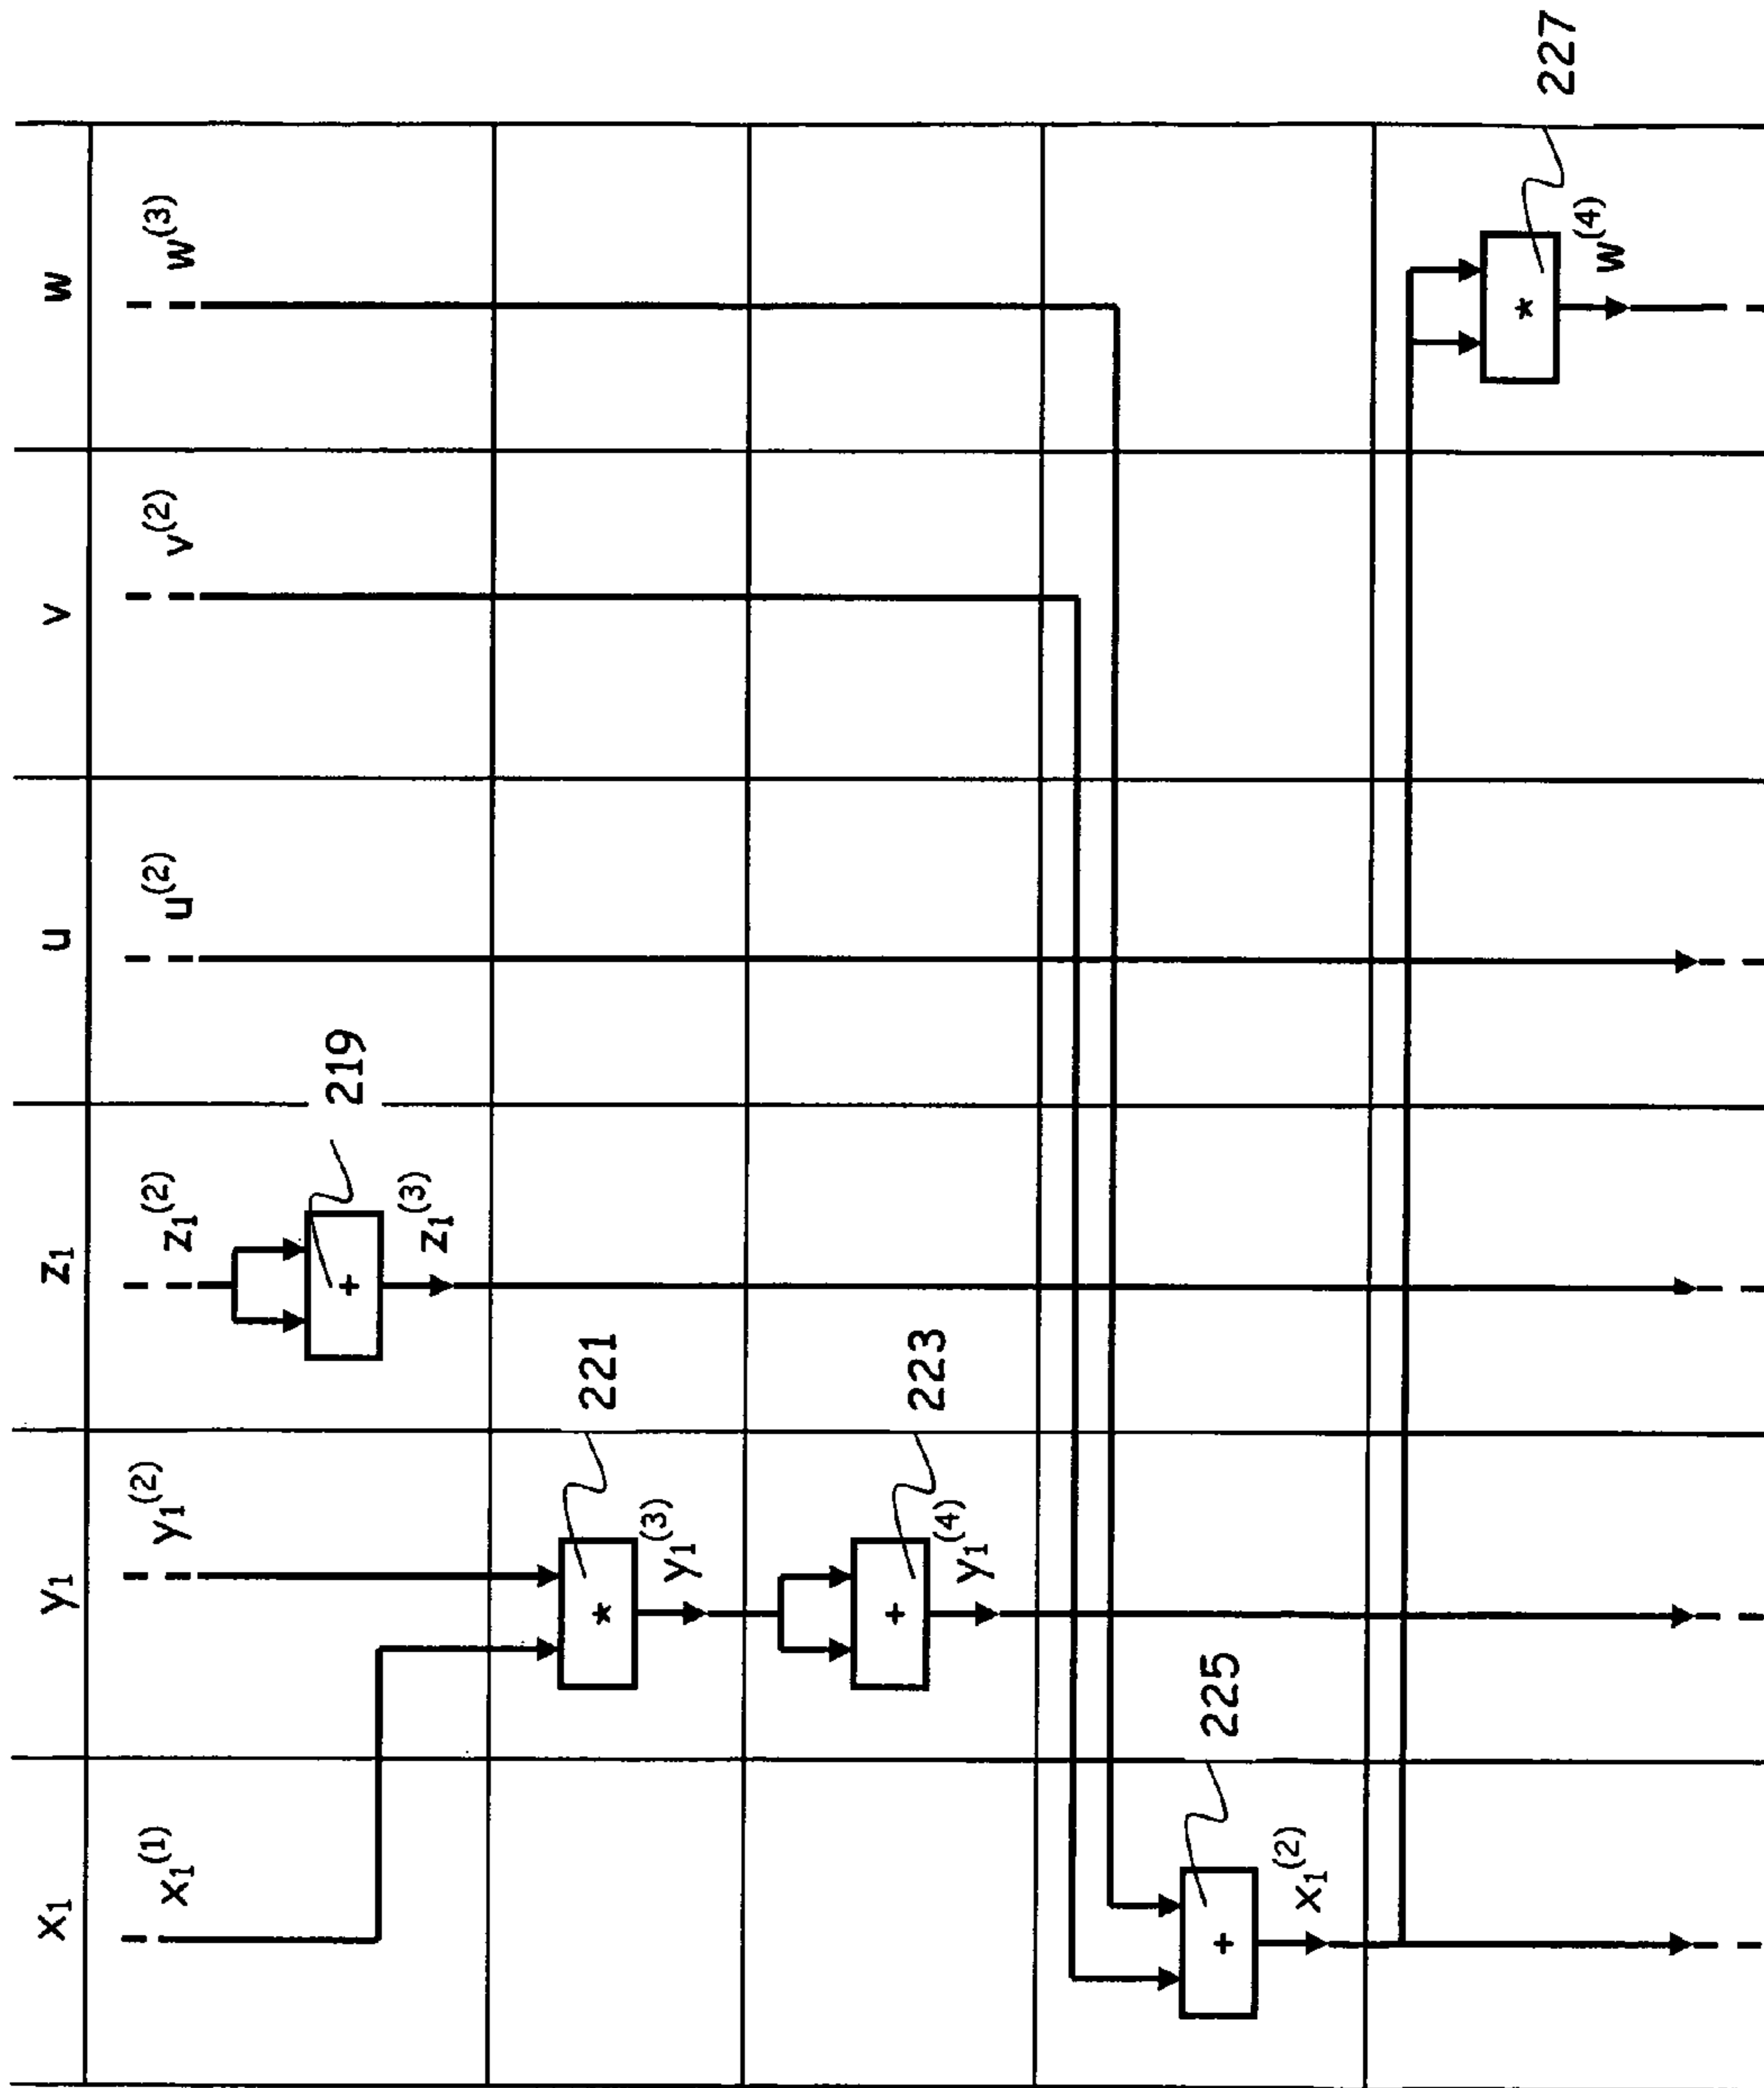 x₁ y₁ z₁ u v w
x₁⁽¹⁾ y₁⁽²⁾ z₁⁽²⁾ u⁽²⁾ v⁽²⁾ w⁽³⁾
+ 219
z₁⁽³⁾
* 221
y₁⁽³⁾
+ 223
y₁⁽⁴⁾
+ 225
x₁⁽²⁾
* 227
w⁽⁴⁾